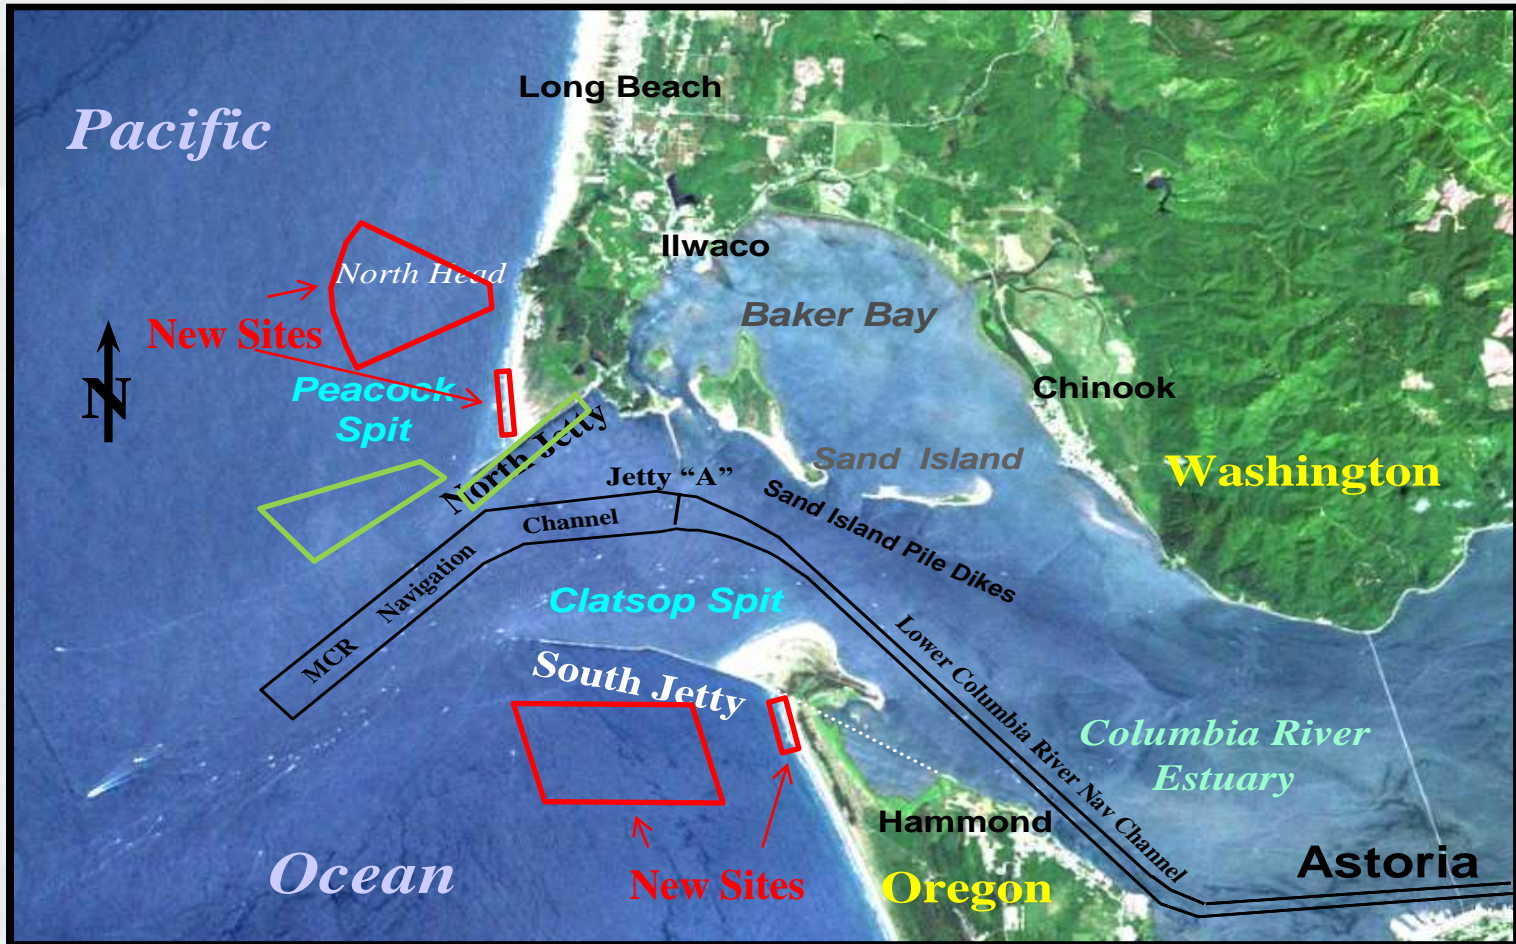 Long Beach
Pacific
Ilwaco
North Head
Baker Bay
New Sites
N
Peacock
Spit
Chinook
North Jetty
Sand Island
Washington
Jetty “A”
Sand Island Pile Dikes
Channel
Navigation
MCR
Clatsop Spit
South Jetty
Lower Columbia River Nav Channel
Columbia River
Estuary
Hammond
Astoria
Ocean
New Sites
Oregon